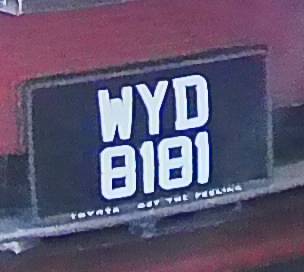 WYD
8181
TOYOTA GET THE FEELING